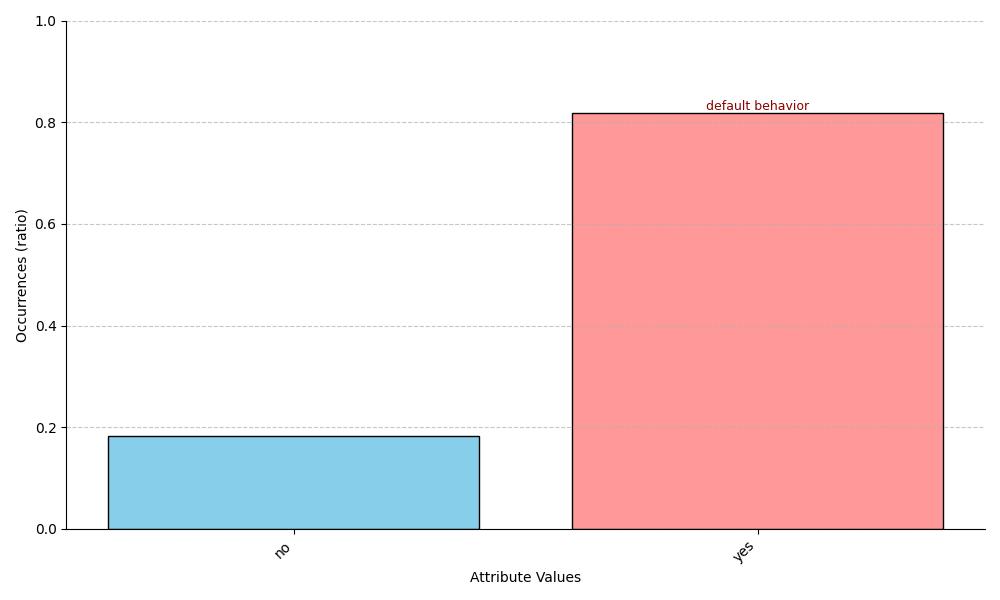 1.0
default behavior
0.8
0.6
Occurrences (ratio)
0.4
0.2
0.0
no
yes
Attribute Values